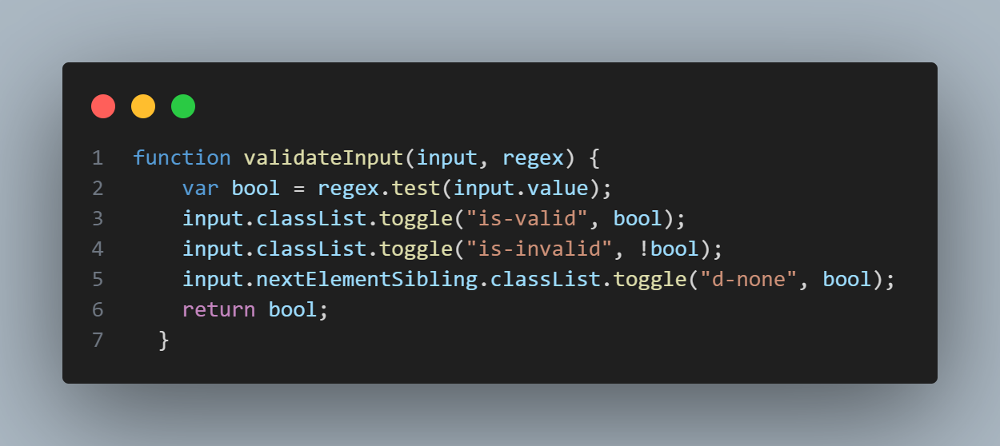 1 function validateInput(input, regex) {
2     var bool = regex.test(input.value);
3     input.classList.toggle("is-valid", bool);
4     input.classList.toggle("is-invalid", !bool);
5     input.nextElementSibling.classList.toggle("d-none", bool);
6     return bool;
7   }